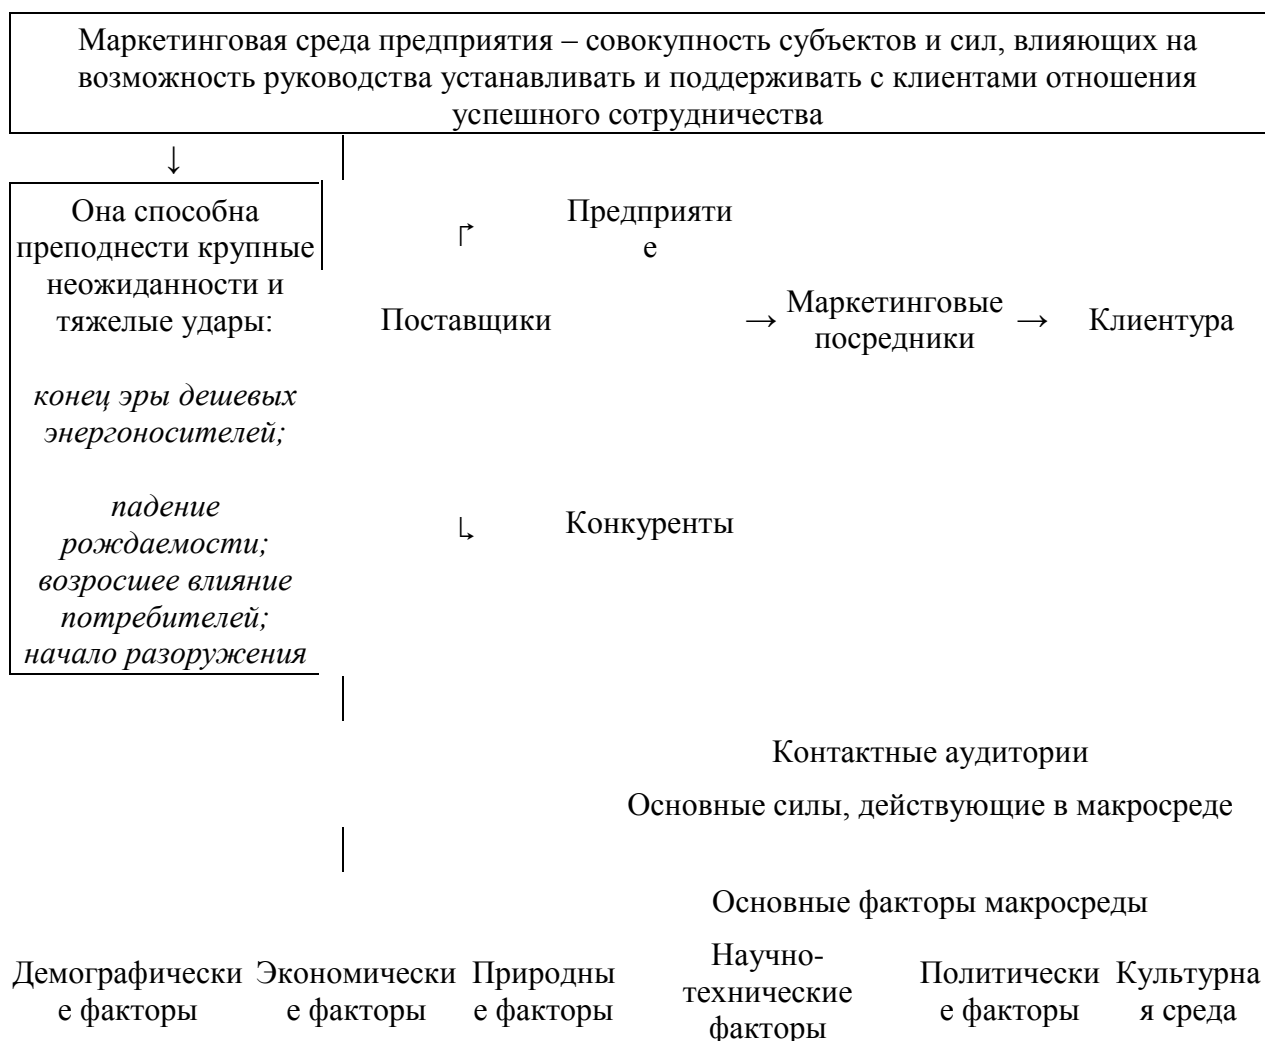 Маркетинговая среда предприятия – совокупность субъектов и сил, влияющих на
возможность руководства устанавливать и поддерживать с клиентами отношения
успешного сотрудничества
↓
Она способна
преподнести крупные
неожиданности и
тяжелые удары:
конец эры дешевых
энергоносителей;
падение
рождаемости;
возросшее влияние
потребителей;
начало разоружения
Предприяти
е
Поставщики
→
Маркетинговые
посредники
→
Клиентура
Конкуренты
Контактные аудитории
Основные силы, действующие в макросреде
Основные факторы макросреды
Демографически
е факторы
Экономически
е факторы
Природны
е факторы
Научно-
технические
факторы
Политически
е факторы
Культурна
я среда